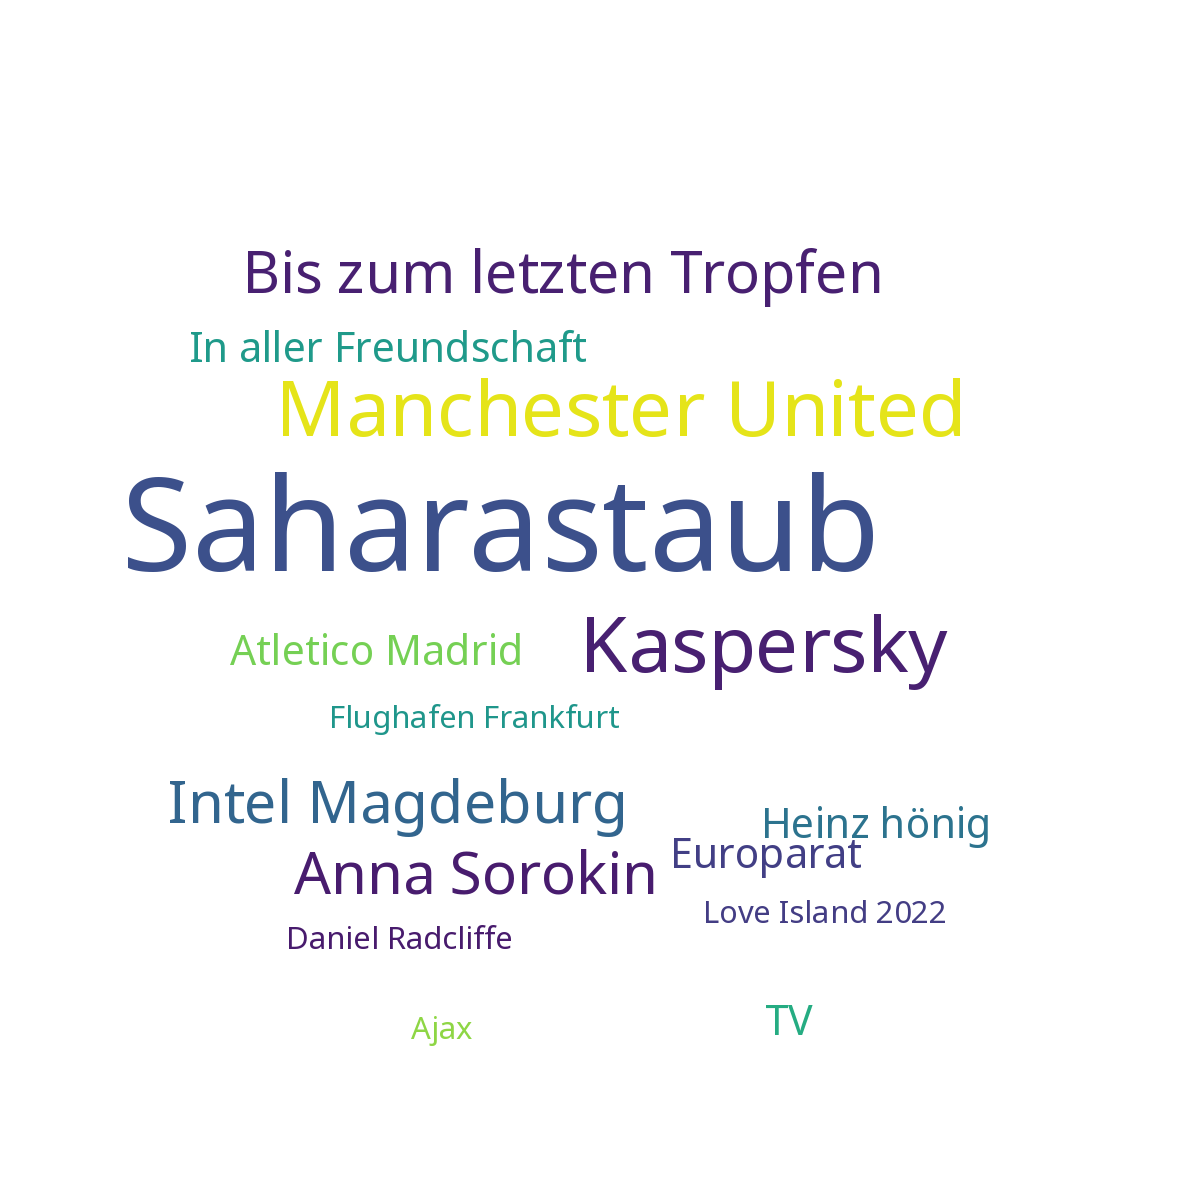 Bis zum letzten Tropfen
In aller Freundschaft
Manchester United
Saharastaub
Atletico Madrid
Kaspersky
Flughafen Frankfurt
Intel Magdeburg
Heinz hönig
Europarat
Anna Sorokin
Love Island 2022
Daniel Radcliffe
Ajax
TV